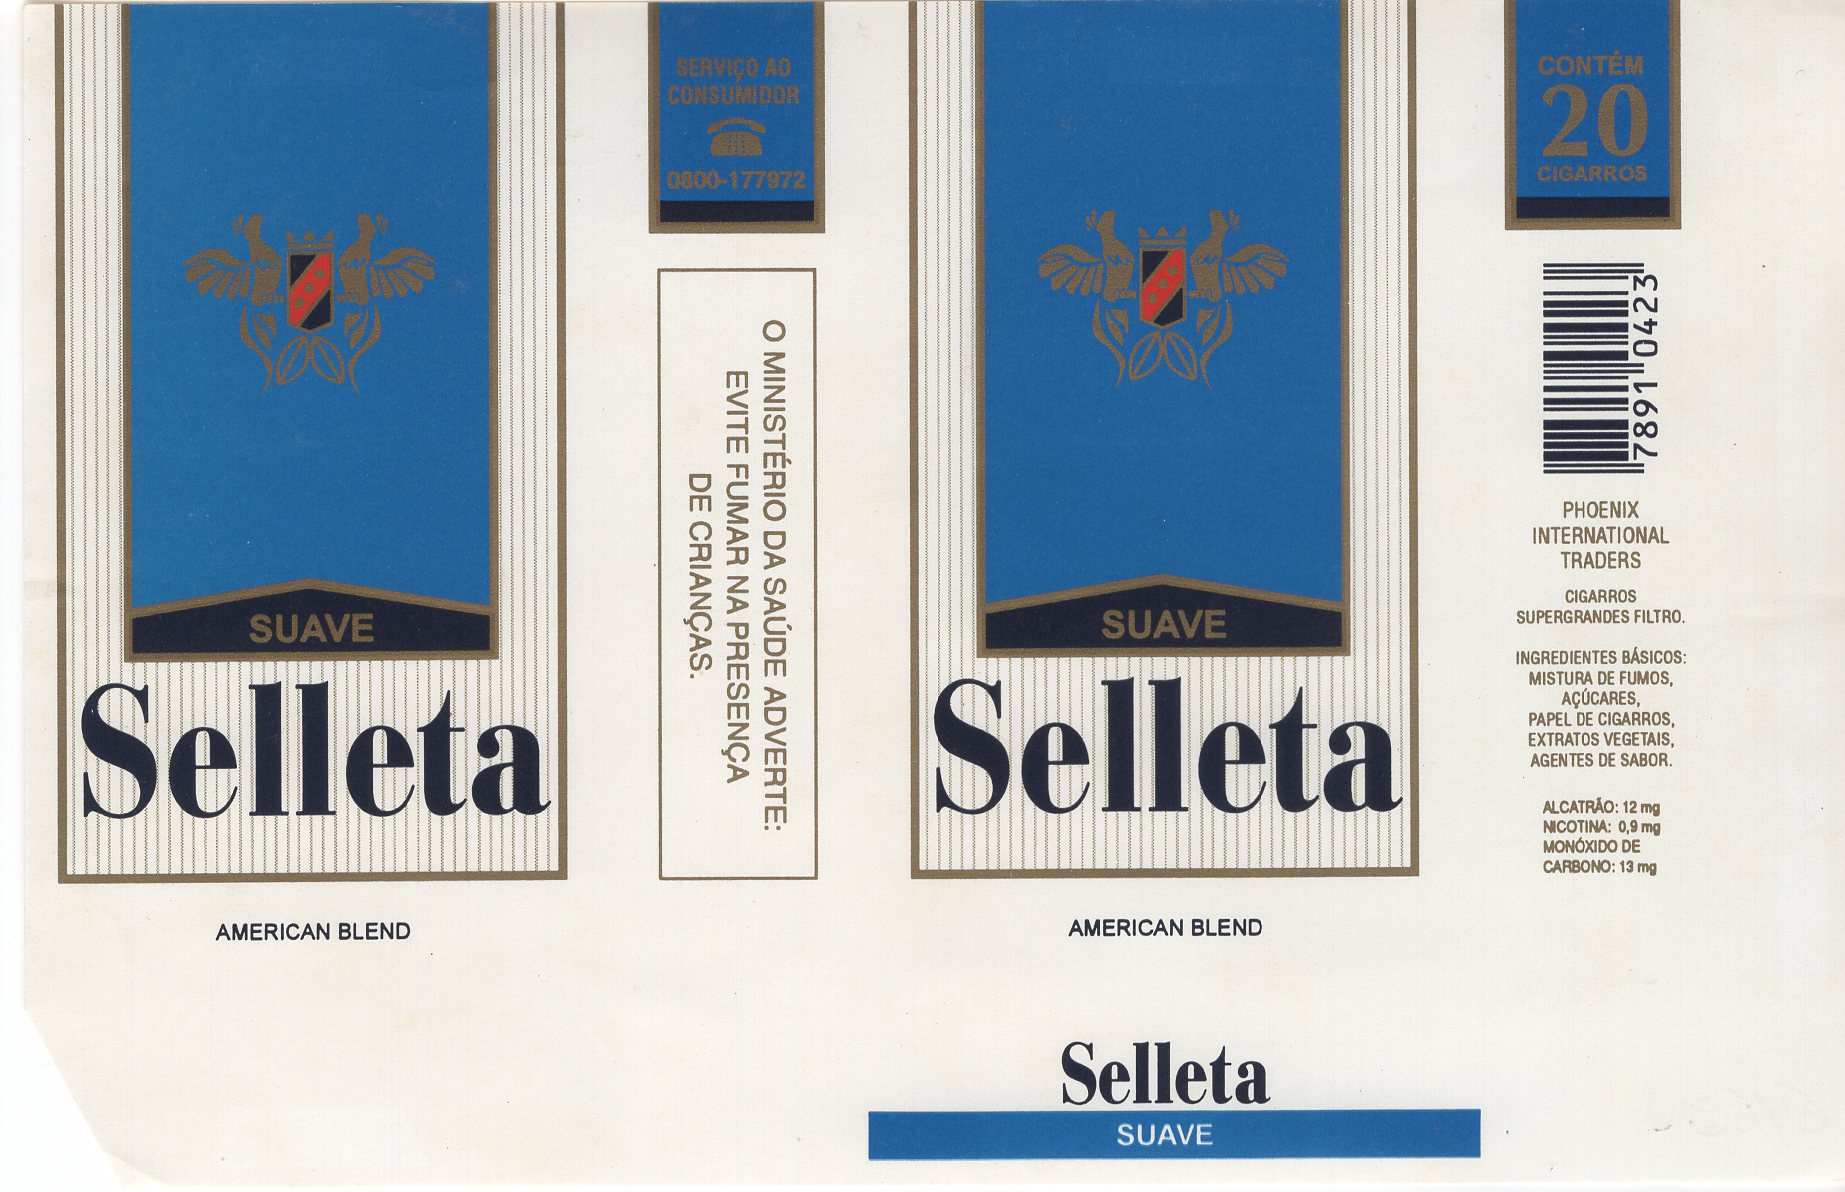 SUAVE
Selleta
AMERICAN BLEND
SERVIÇO AO
CONSUMIDOR
0800-177972
O MINISTÉRIO DA SAÚDE ADVERTE:
EVITE FUMAR NA PRESENÇA
DE CRIANÇAS.
SUAVE
Selleta
AMERICAN BLEND
Selleta
SUAVE
CONTÉM
20
CIGARROS
78910423
PHOENIX
INTERNATIONAL
TRADERS
CIGARROS
SUPERGRANDES FILTRO.
INGREDIENTES BÁSICOS:
MISTURA DE FUMOS,
AÇÚCARES,
PAPEL DE CIGARROS,
EXTRATOS VEGETAIS,
AGENTES DE SABOR.
ALCATRÃO: 12 mg
NICOTINA: 0,9 mg
MONÓXIDO DE
CARBONO: 13 mg